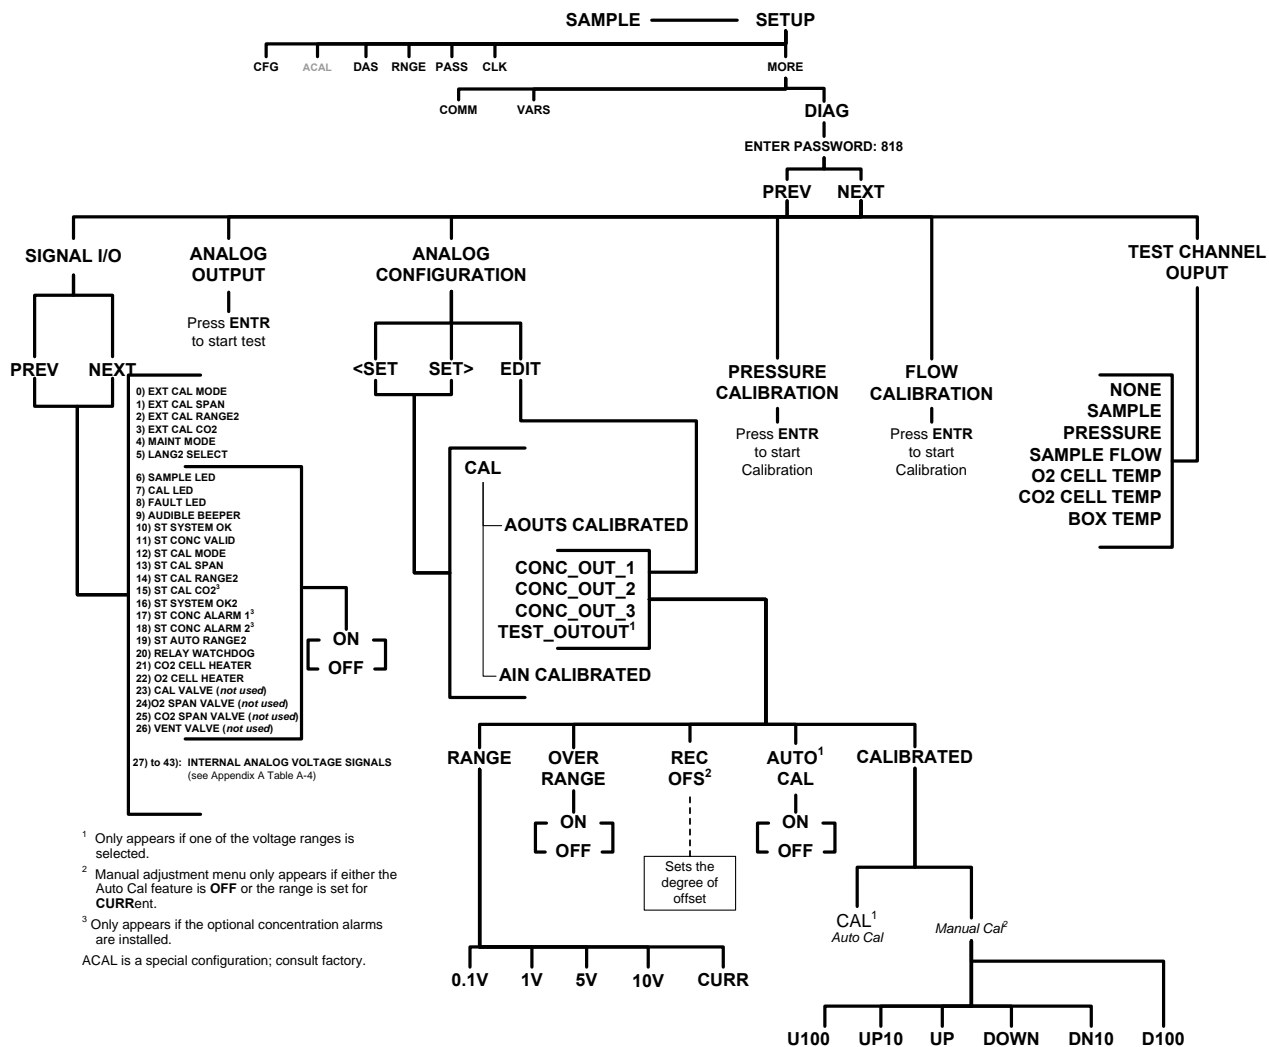 SAMPLE SETUP
CFG ACAL DAS RNGE PASS CLK MORE
COMM VARS DIAG
ENTER PASSWORD: 818
PREV NEXT
SIGNAL I/O
PREV NEXT
0) EXT CAL MODE
1) EXT CAL SPAN
2) EXT CAL RANGE2
3) EXT CAL CO2
4) MAINT MODE
5) LANG2 SELECT
6) SAMPLE LED
7) CAL LED
8) FAULT LED
9) AUDIBLE BEEPER
10) ST SYSTEM OK
11) ST CONC VALID
12) ST CAL MODE
13) ST CAL SPAN
14) ST CAL RANGE2
15) ST CAL CO2³
16) ST SYSTEM OK2
17) ST CONC ALARM 1³
18) ST CONC ALARM 2³
19) ST AUTO RANGE2
20) RELAY WATCHDOG
21) CO2 CELL HEATER
22) O2 CELL HEATER
23) CAL VALVE (not used)
24)O2 SPAN VALVE (not used)
25) CO2 SPAN VALVE (not used)
26) VENT VALVE (not used)
27) to 43): INTERNAL ANALOG VOLTAGE SIGNALS
(see Appendix A Table A-4)
ON
OFF
ANALOG
OUTPUT
Press ENTR
to start test
ANALOG
CONFIGURATION
<SET SET> EDIT
CAL
AOUTS CALIBRATED
CONC_OUT_1
CONC_OUT_2
CONC_OUT_3
TEST_OUTOUT¹
AIN CALIBRATED
PRESSURE
CALIBRATION
Press ENTR
to start
Calibration
FLOW
CALIBRATION
Press ENTR
to start
Calibration
TEST CHANNEL
OUPUT
NONE
SAMPLE
PRESSURE
SAMPLE FLOW
O2 CELL TEMP
CO2 CELL TEMP
BOX TEMP
RANGE
0.1V 1V 5V 10V CURR
OVER
RANGE
ON
OFF
REC
OFS²
Sets the
degree of
offset
AUTO¹
CAL
ON
OFF
CALIBRATED
CAL¹
Auto Cal
Manual Cal²
U100 UP10 UP DOWN DN10 D100
¹ Only appears if one of the voltage ranges is
selected.
² Manual adjustment menu only appears if either the
Auto Cal feature is OFF or the range is set for
CURRent.
³ Only appears if the optional concentration alarms
are installed.
ACAL is a special configuration; consult factory.